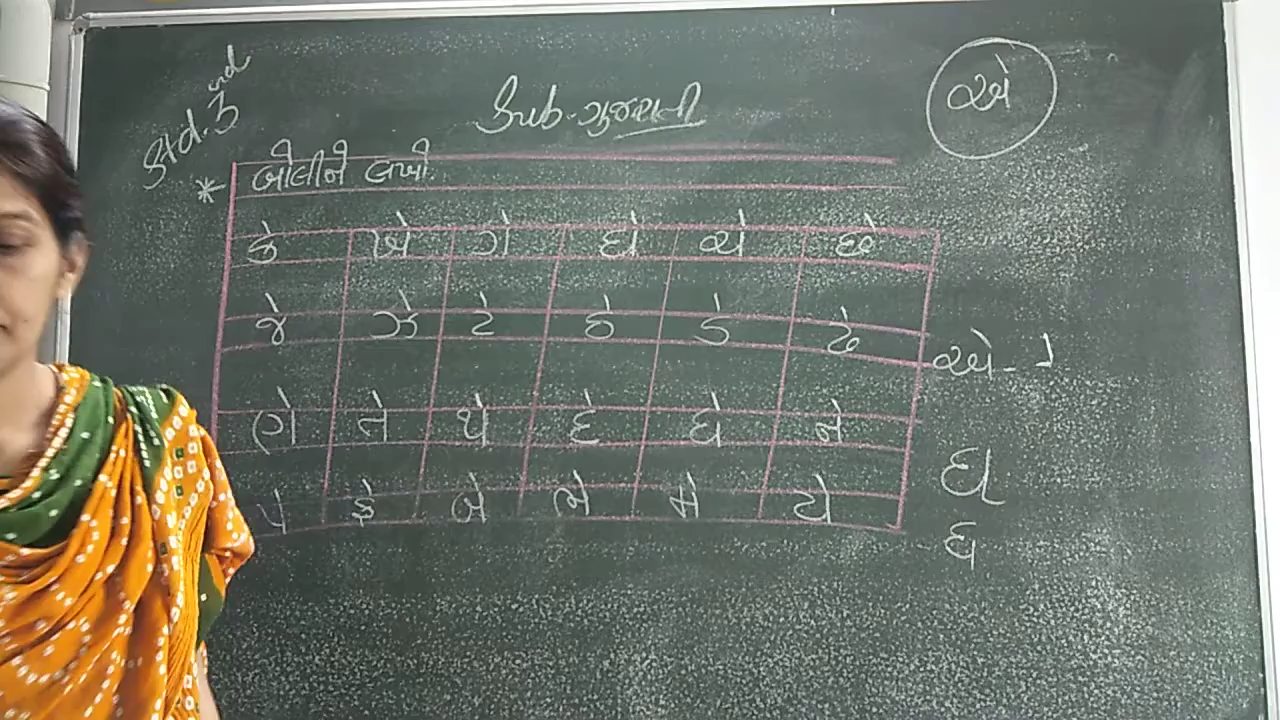 Std. 3rd
Sub. ગુજરાતી
એ
* બોલીને લખો.
કે ખે ગે ઘે ચે છે
જે ઝે ટે ઠે ડે ઢે
ણે તે થે દે ધે ને
પે ફે બે ભે મે યે
એ - ે
ઘ
દ